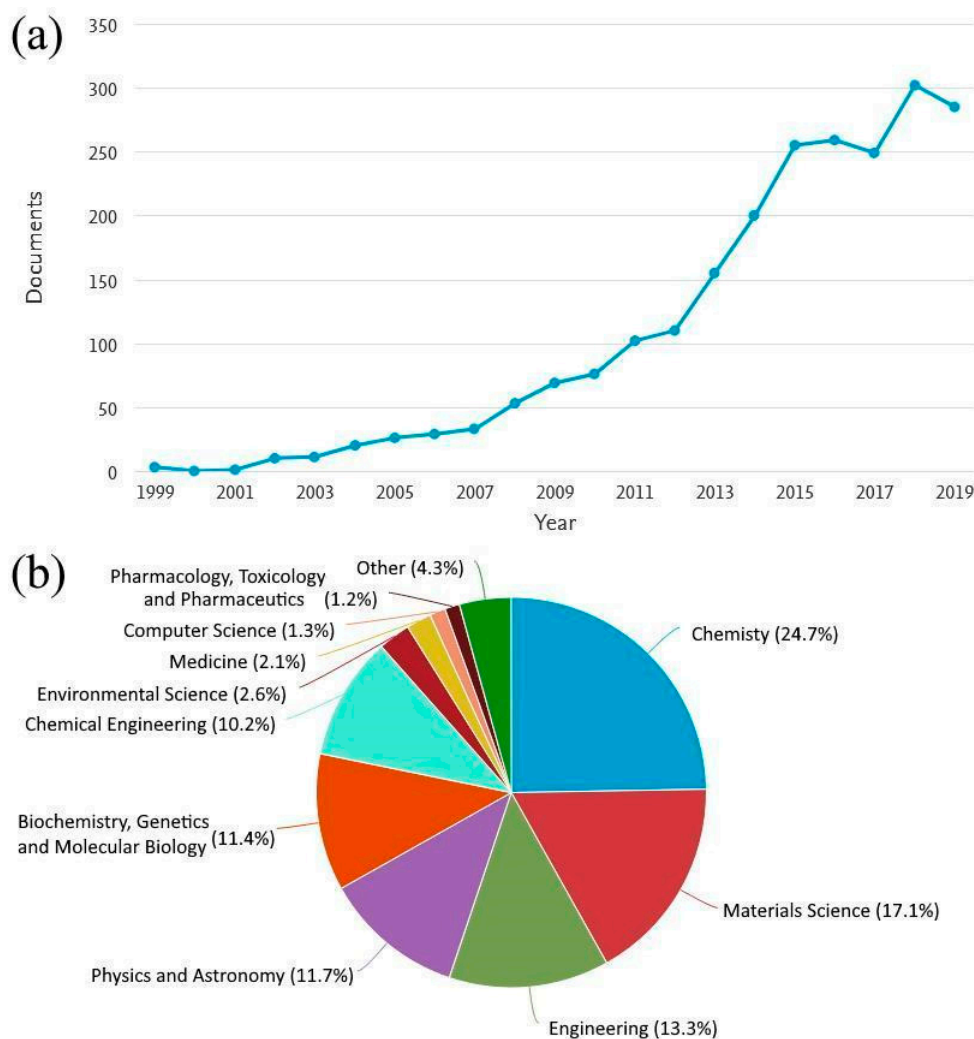 (a)
350
300
250
200
150
100
50
0
Documents
1999 2001 2003 2005 2007 2009 2011 2013 2015 2017 2019
Year
(b)
Other (4.3%)
Pharmacology, Toxicology
and Pharmaceutics (1.2%)
Computer Science (1.3%)
Medicine (2.1%)
Environmental Science (2.6%)
Chemical Engineering (10.2%)
Biochemistry, Genetics
and Molecular Biology (11.4%)
Physics and Astronomy (11.7%)
Chemisty (24.7%)
Materials Science (17.1%)
Engineering (13.3%)